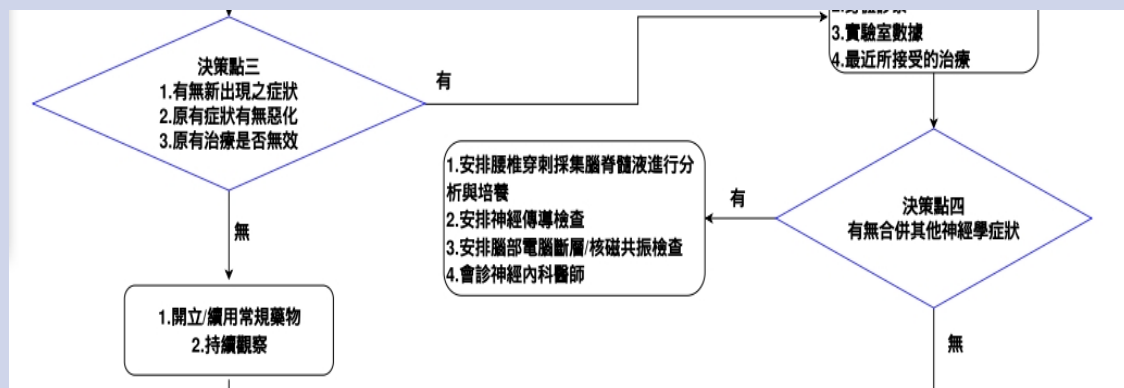 決策點三
1.有無新出現之症狀
2.原有症狀有無惡化
3.原有治療是否無效
有
3.實驗室數據
4.最近所接受的治療
1.安排腰椎穿刺採集腦脊髓液進行分
析與培養
2.安排神經傳導檢查
3.安排腦部電腦斷層/核磁共振檢查
4.會診神經內科醫師
有
決策點四
有無合併其他神經學症狀
無
1.開立/續用常規藥物
2.持續觀察
無